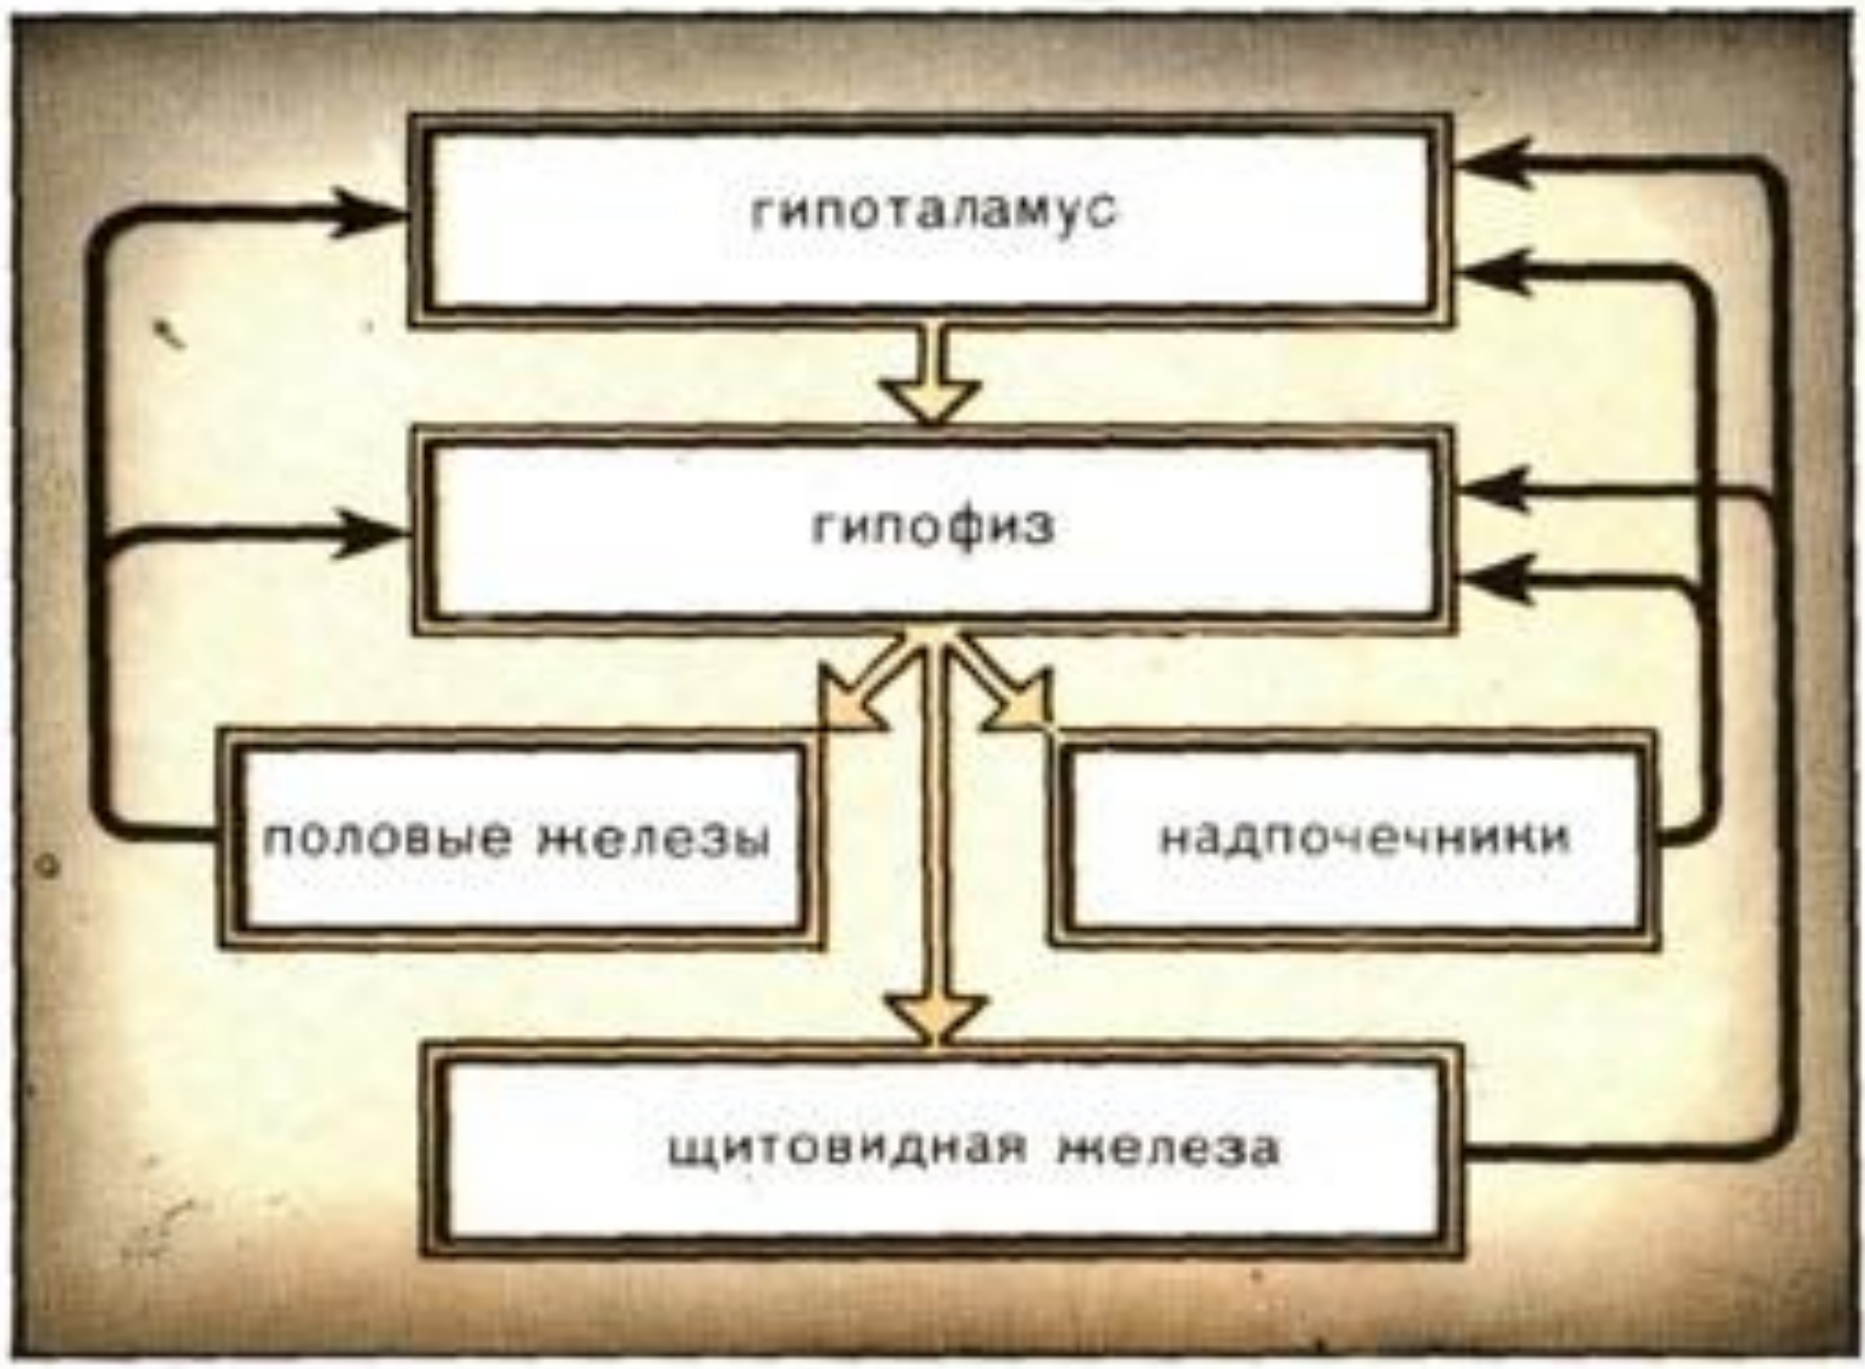 гипоталамус
гипофиз
половые железы
надпочечники
щитовидная железа